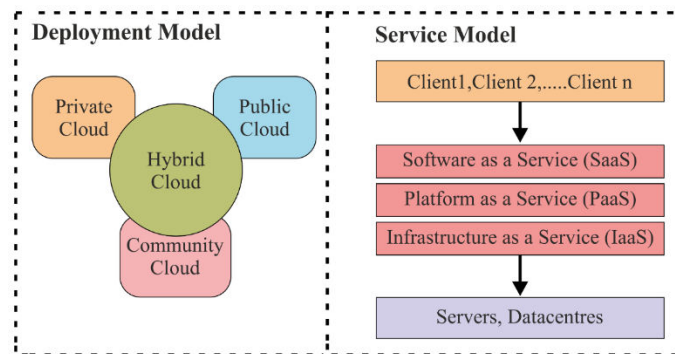 Deployment Model
Private
Cloud
Public
Cloud
Hybrid
Cloud
Community
Cloud
Service Model
Client1,Client 2,.....Client n
Software as a Service (SaaS)
Platform as a Service (PaaS)
Infrastructure as a Service (IaaS)
Servers, Datacentres